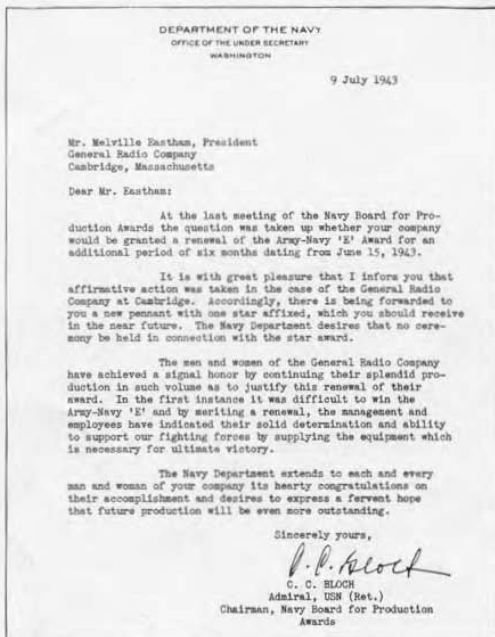 DEPARTMENT OF THE NAVY
OFFICE OF THE UNDER SECRETARY
WASHINGTON
9 July 1943
Mr. Melville Eastham, President
General Radio Company
Cambridge, Massachusetts
Dear Mr. Eastham:
At the last meeting of the Navy Board for Pro-
duction Awards the question was taken up whether your company
would be granted a renewal of the Army-Navy 'E' Award for an
additional period of six months dating from June 15, 1943.
It is with great pleasure that I inform you that
affirmative action was taken in the case of the General Radio
Company at Cambridge. Accordingly, there is being forwarded to
you a new pennant with one star affixed, which you should receive
in the near future. The Navy Department desires that no cere-
mony be held in connection with the star award.
The men and women of the General Radio Company
have achieved a signal honor by continuing their splendid pro-
duction in such volume as to justify this renewal of their
award. In the first instance it was difficult to win the
Army-Navy 'E' and by meriting a renewal, the management and
employees have indicated their solid determination and ability
to support our fighting forces by supplying the equipment which
is necessary for ultimate victory.
The Navy Department extends to each and every
man and woman of your company its hearty congratulations on
their accomplishment and desires to express a fervent hope
that future production will be even more outstanding.
Sincerely yours,
C. C. Bloch
C. C. BLOCH
Admiral, USN (Ret.)
Chairman, Navy Board for Production
Awards